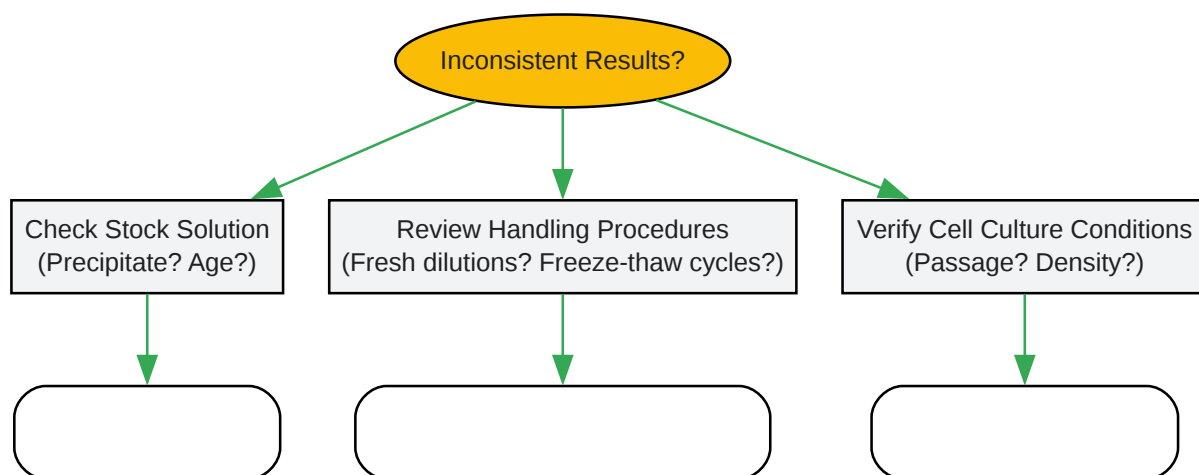 Inconsistent Results?
Check Stock Solution
(Precipitate? Age?)
Review Handling Procedures
(Fresh dilutions? Freeze-thaw cycles?)
Verify Cell Culture Conditions
(Passage? Density?)